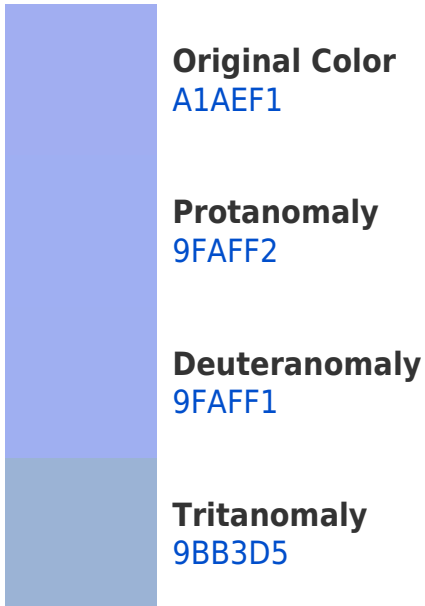 Original Color
A1AEF1
Protanomaly
9FAFF2
Deuteranomaly
9FAFF1
Tritanomaly
9BB3D5